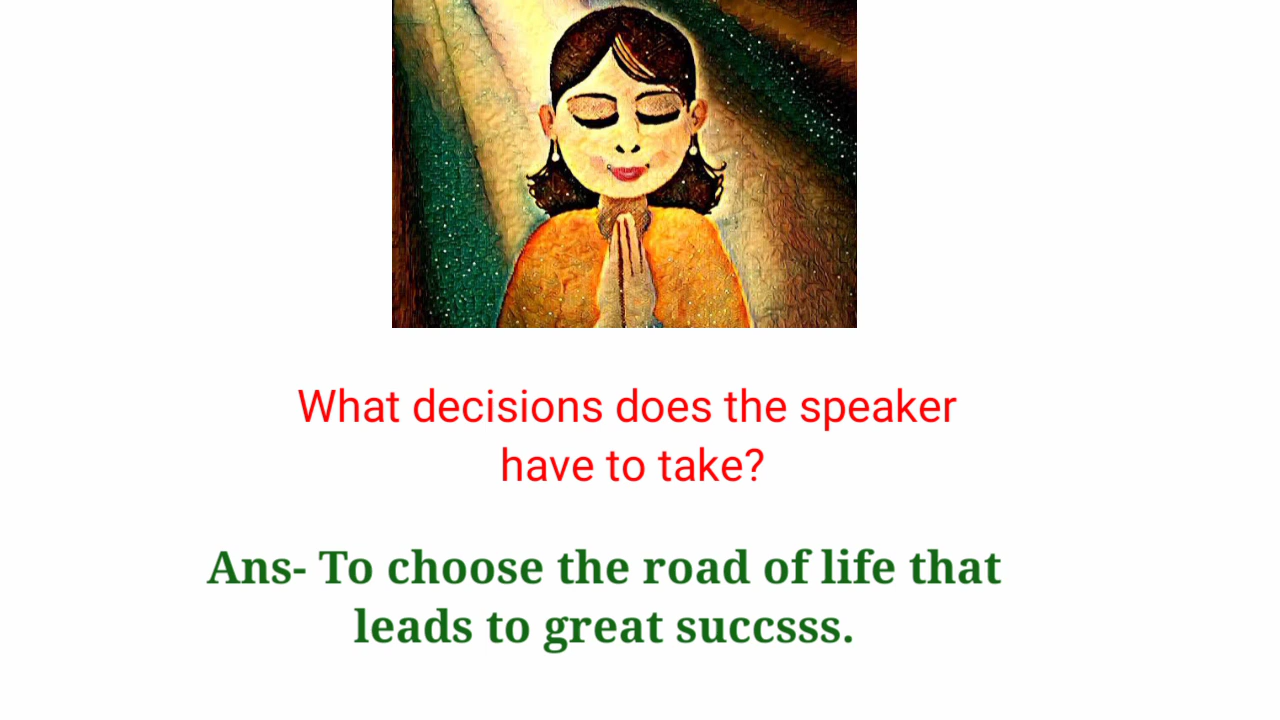 What decisions does the speaker
have to take?
Ans- To choose the road of life that
leads to great succsss.